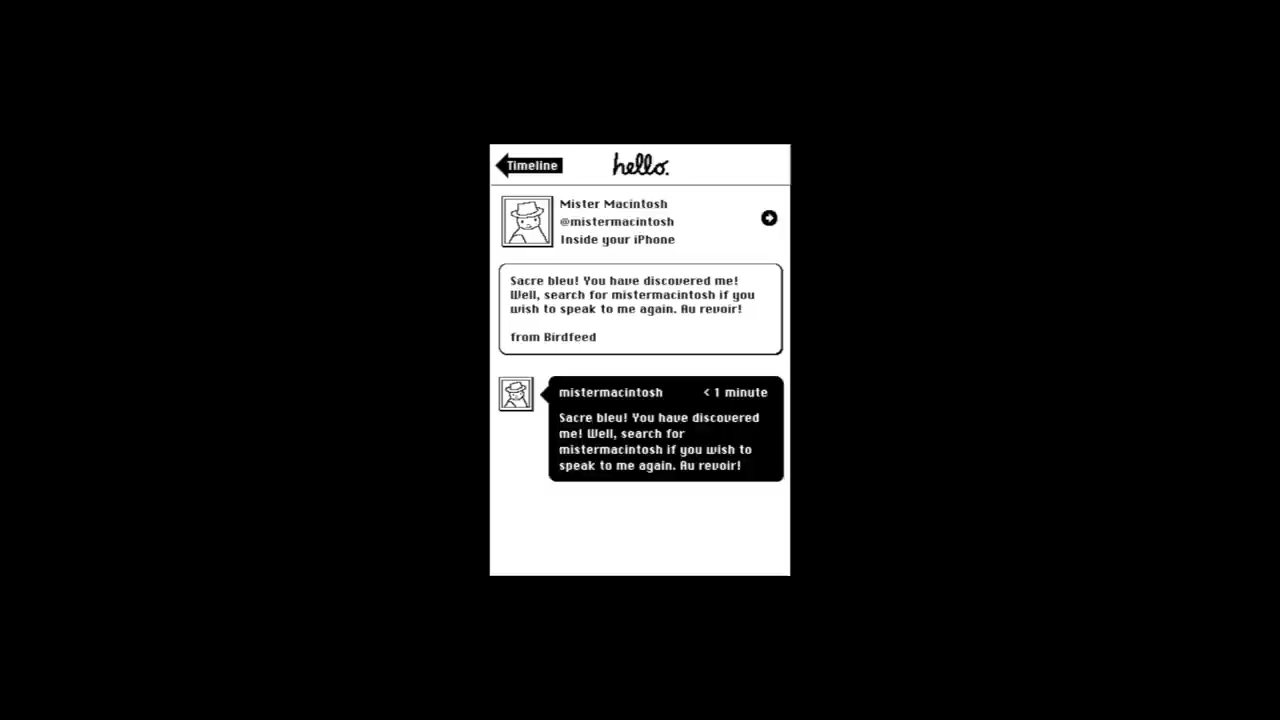 Timeline
hello.
Mister Macintosh
@mistermacintosh
Inside your iPhone
Sacre bleu! You have discovered me!
Well, search for mistermacintosh if you
wish to speak to me again. Au revoir!
from Birdfeed
mistermacintosh < 1 minute
Sacre bleu! You have discovered
me! Well, search for
mistermacintosh if you wish to
speak to me again. Au revoir!